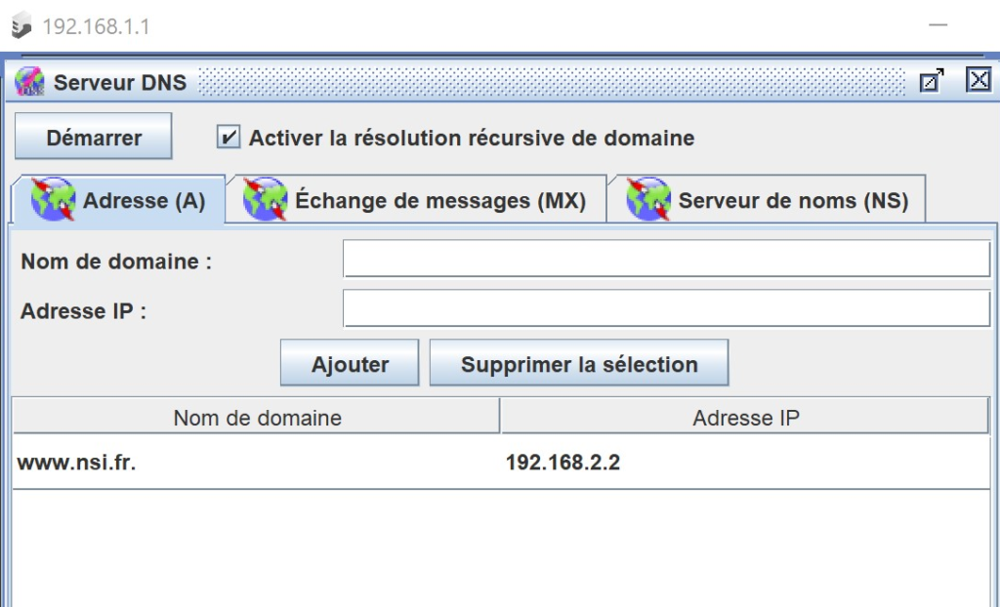 192.168.1.1
Serveur DNS
Démarrer Activer la résolution récursive de domaine
Adresse (A) Échange de messages (MX) Serveur de noms (NS)
Nom de domaine :
Adresse IP :
Ajouter Supprimer la sélection
Nom de domaine Adresse IP
www.nsi.fr. 192.168.2.2